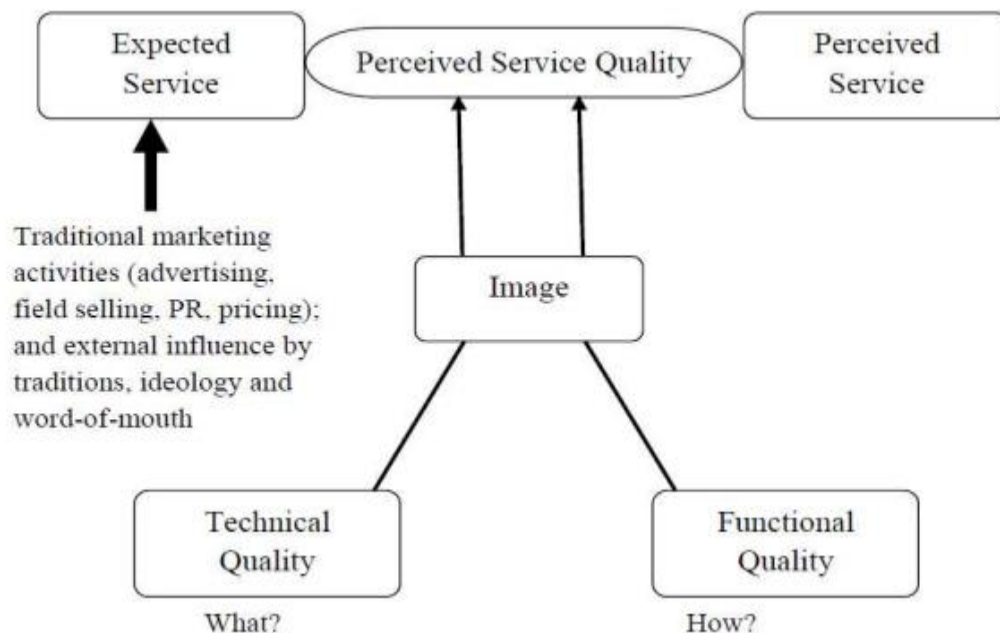 Expected
Service
Perceived Service Quality
Perceived
Service
Traditional marketing
activities (advertising,
field selling, PR, pricing);
and external influence by
traditions, ideology and
word-of-mouth
Image
Technical
Quality
Functional
Quality
What?
How?